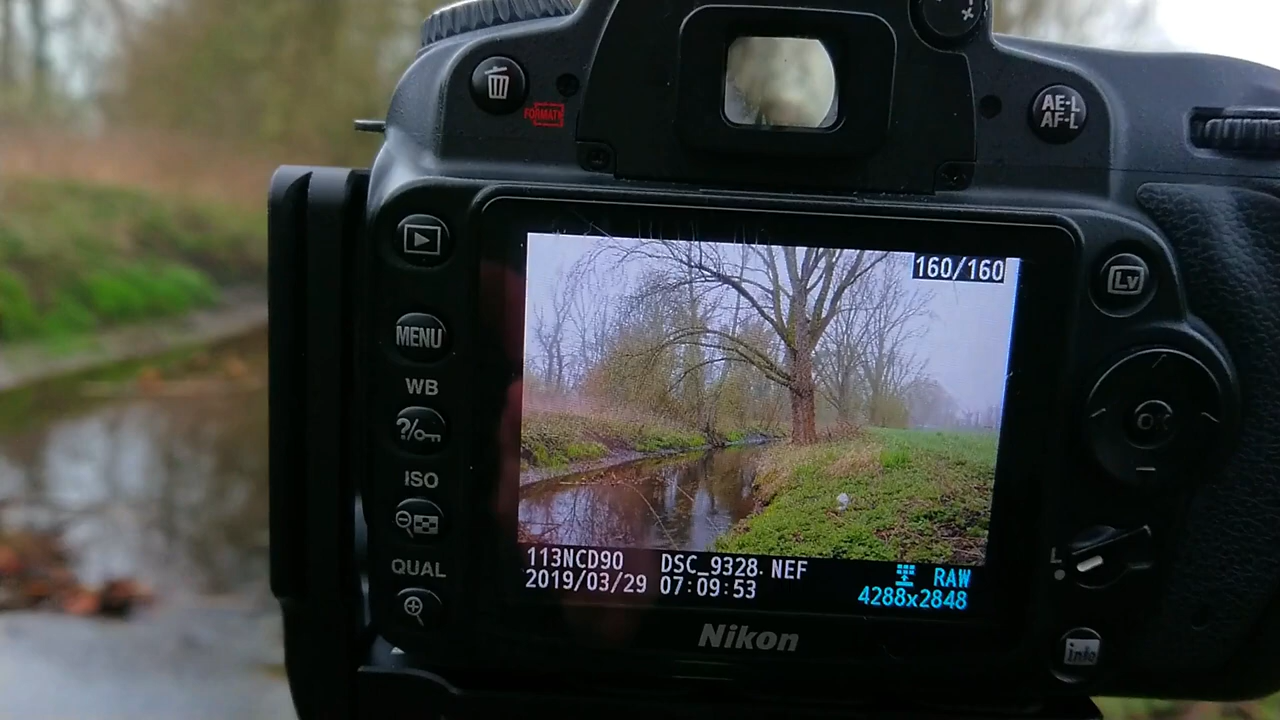 FORMAT
AE-L
AF-L
160/160
Lv
MENU
WB
?/
OK
ISO
QUAL
113NCD90 DSC_9328.NEF
2019/03/29 07:09:53
RAW
4288x2848
L
Nikon
info